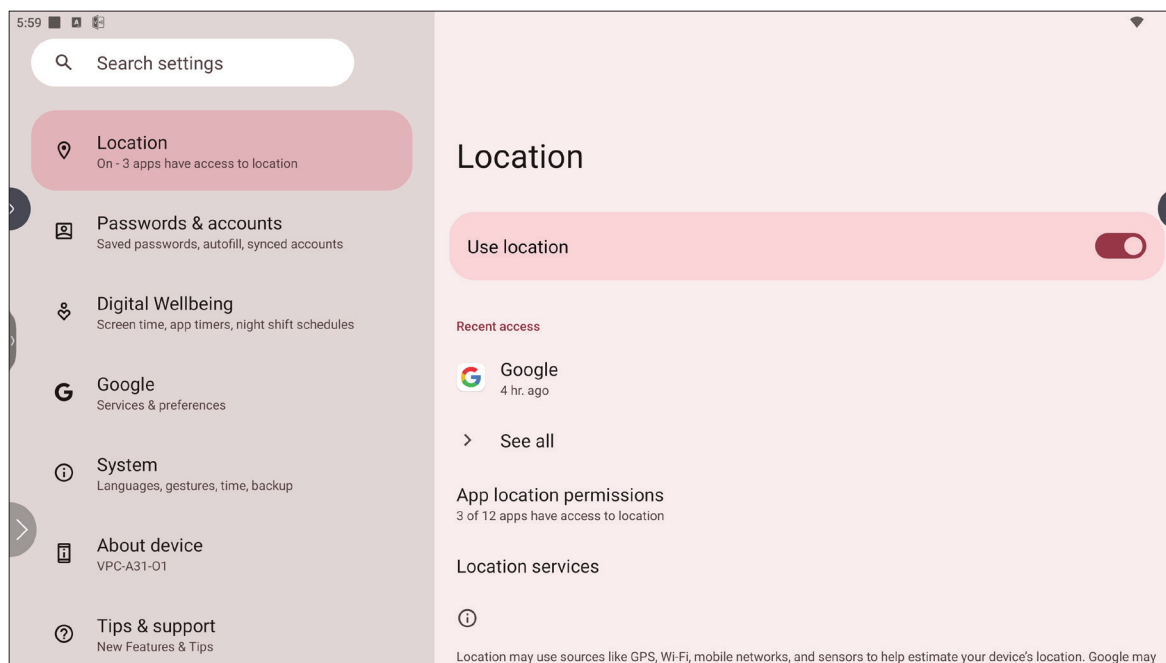 5:59
Search settings
Location
On - 3 apps have access to location
Passwords & accounts
Saved passwords, autofill, synced accounts
Digital Wellbeing
Screen time, app timers, night shift schedules
Google
Services & preferences
System
Languages, gestures, time, backup
About device
VPC-A31-O1
Tips & support
New Features & Tips
Location
Use location
Recent access
Google
4 hr. ago
See all
App location permissions
3 of 12 apps have access to location
Location services
Location may use sources like GPS, Wi-Fi, mobile networks, and sensors to help estimate your device's location. Google may